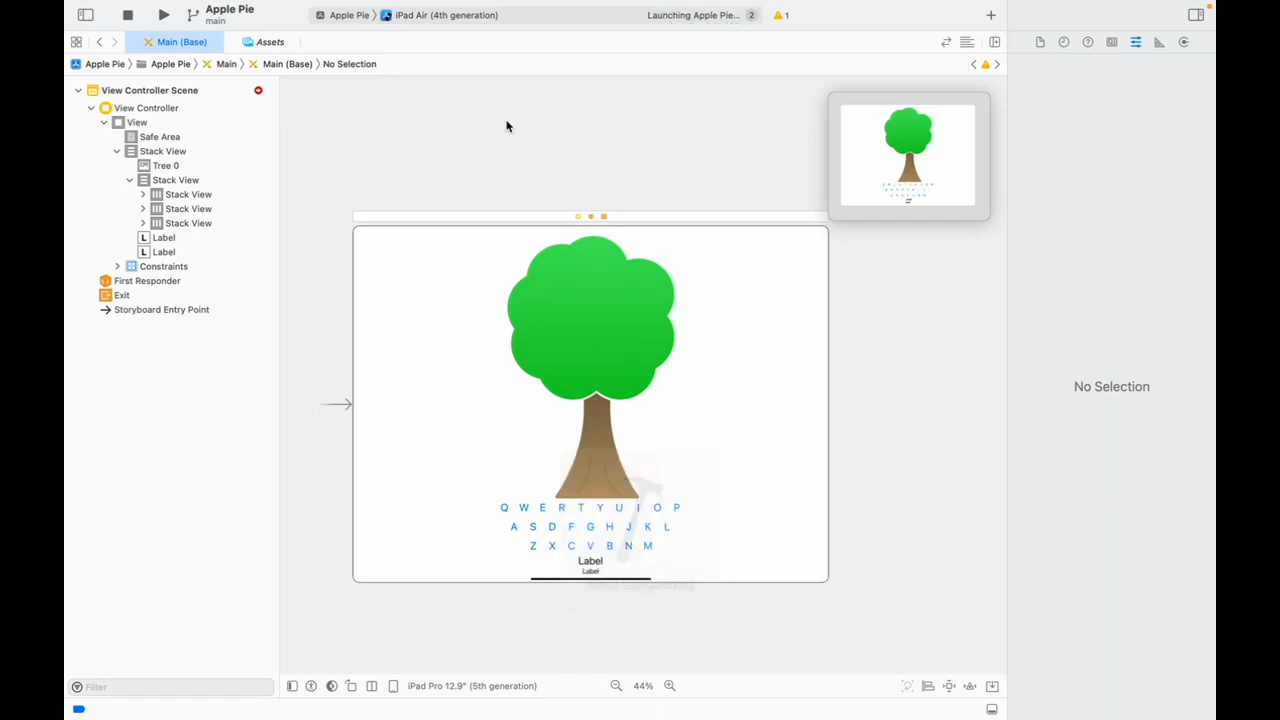 Apple Pie
main
Apple Pie
iPad Air (4th generation)
Launching Apple Pie...
2
1
Main (Base)
Assets
Apple Pie
Apple Pie
Main
Main (Base)
No Selection
View Controller Scene
View Controller
View
Safe Area
Stack View
Tree 0
Stack View
Stack View
Stack View
Stack View
L Label
L Label
Constraints
First Responder
Exit
Storyboard Entry Point
Q W E R T Y U I O P
A S D F G H J K L
Z X C V B N M
Label
Label
No Selection
Filter
iPad Pro 12.9" (5th generation)
44%